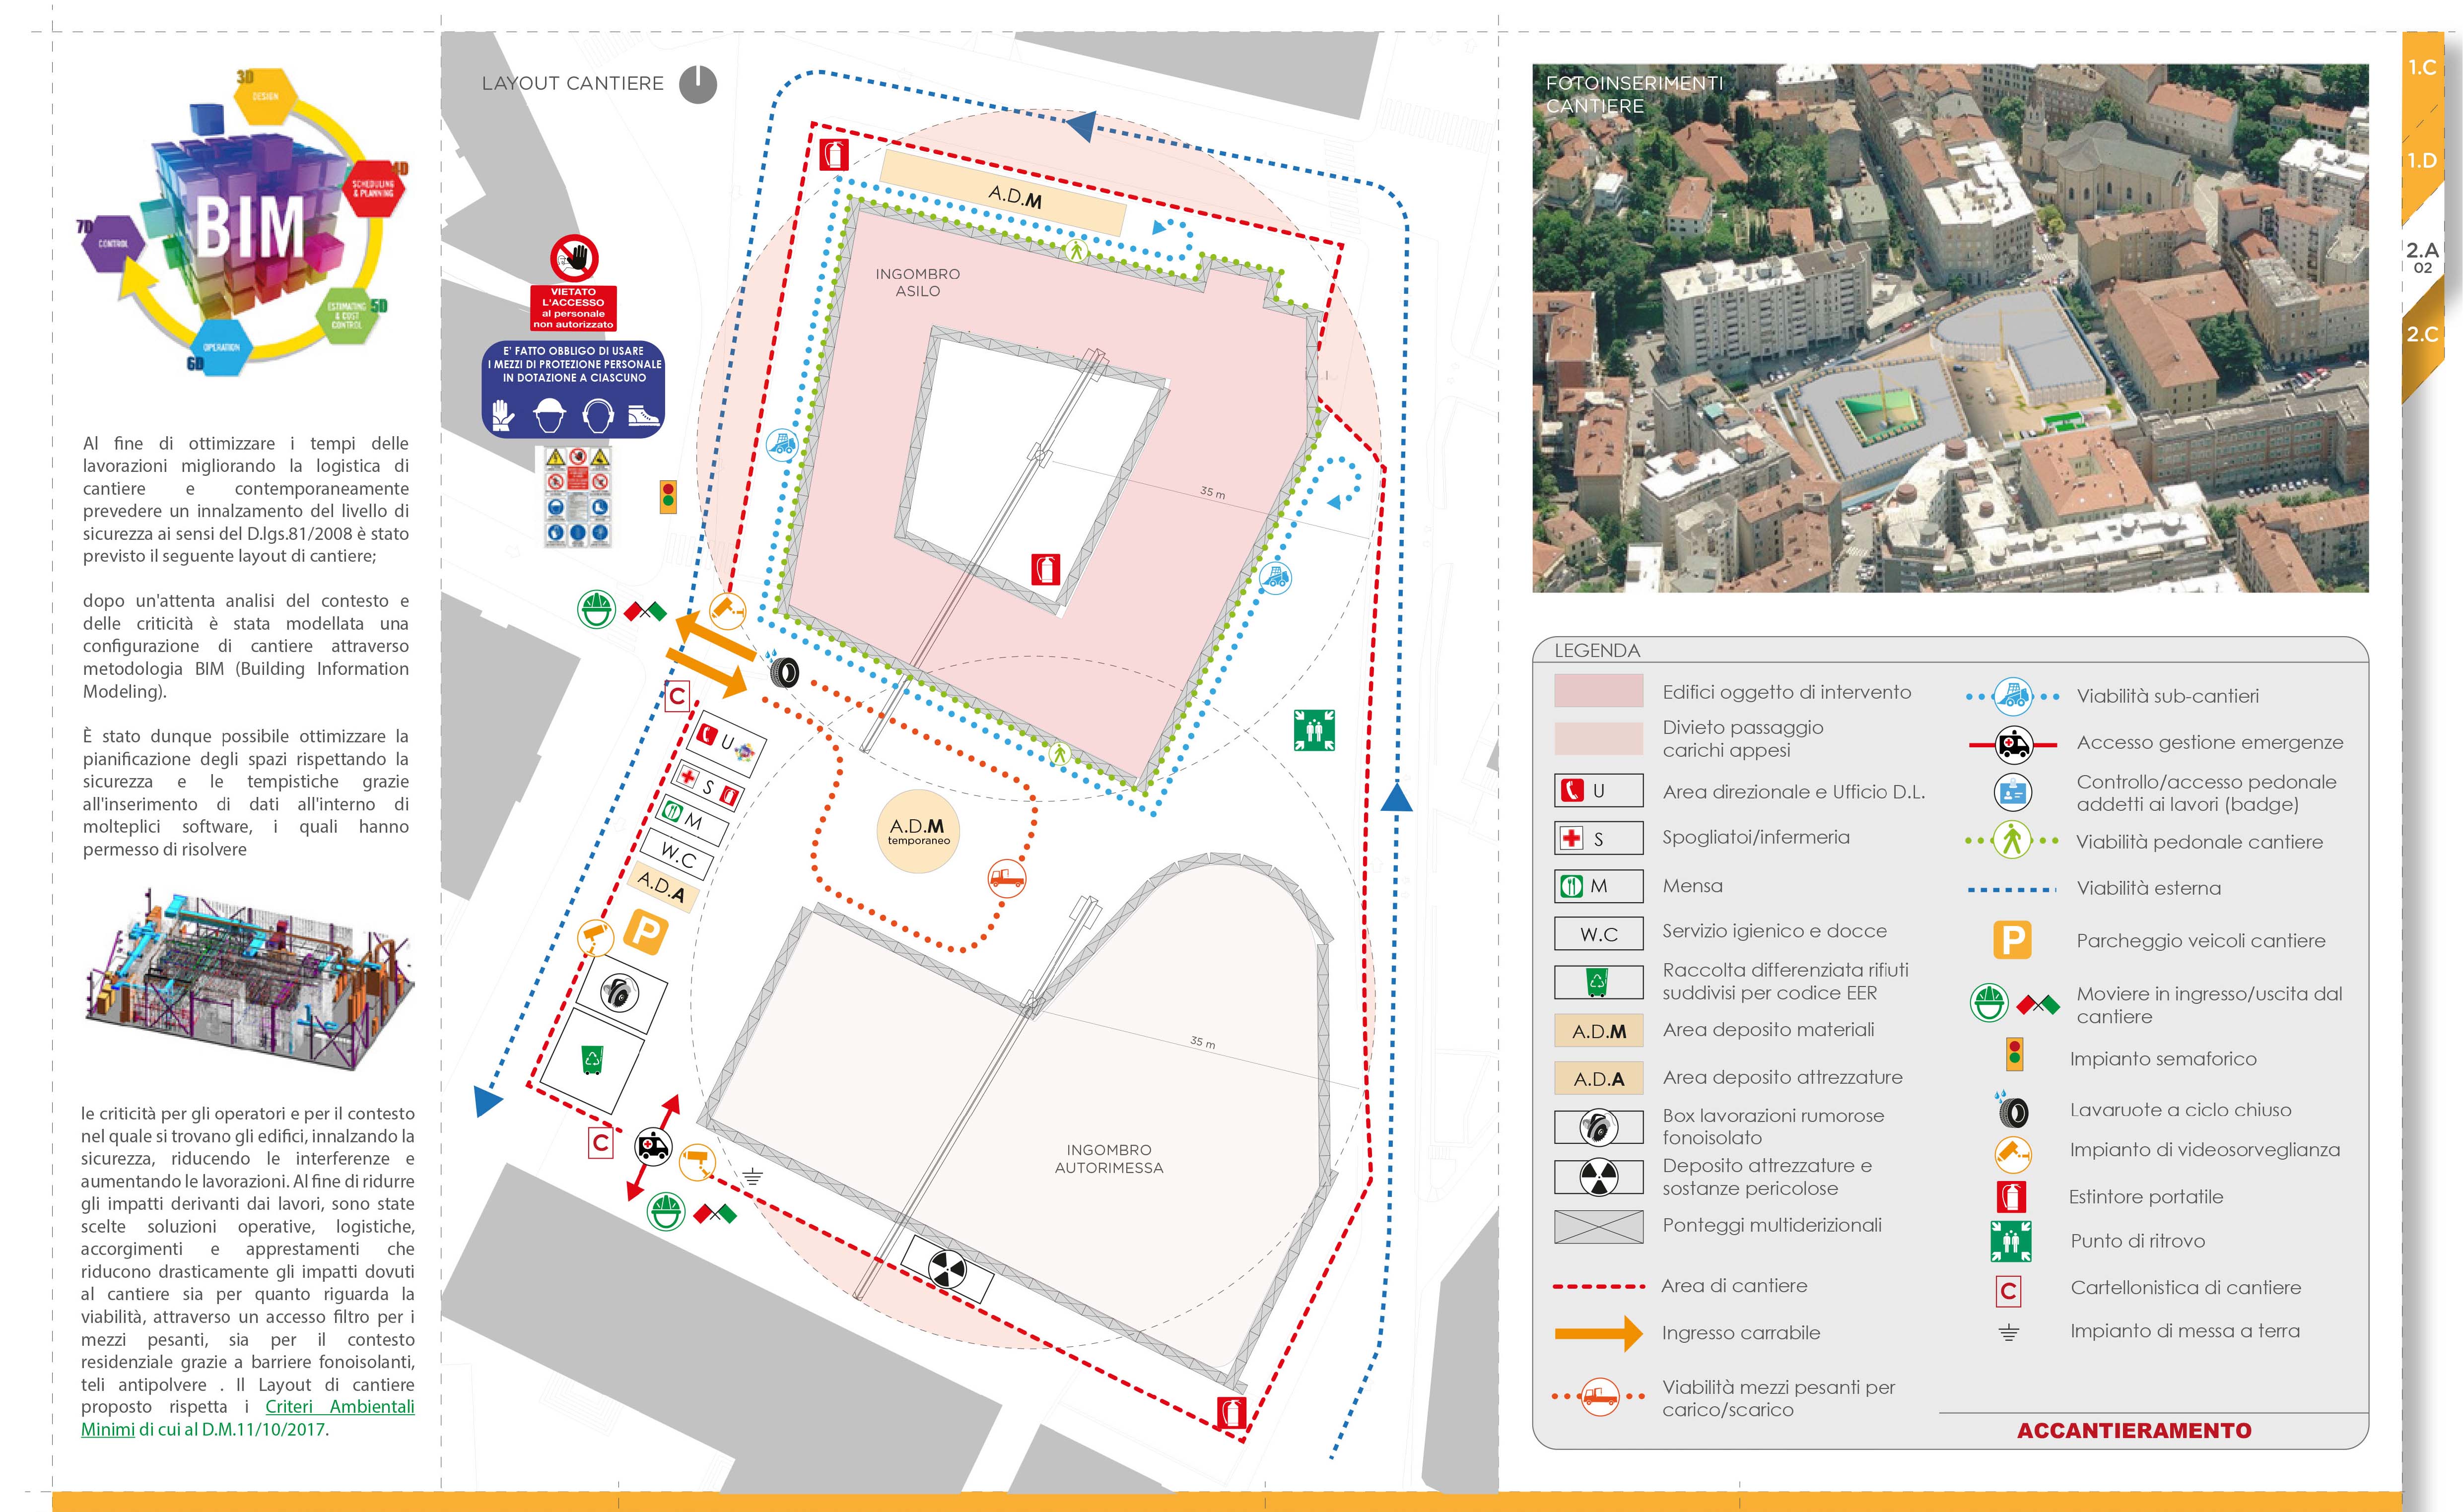 3D
DESIGN
4D
SCHEDULING
& PLANNING
BIM
7D
CONTROL
ESTIMATING
& COST
CONTROL
5D
OPERATION
6D
Al fine di ottimizzare i tempi delle
lavorazioni migliorando la logistica di
cantiere e contemporaneamente
prevedere un innalzamento del livello di
sicurezza ai sensi del D.lgs.81/2008 è stato
previsto il seguente layout di cantiere;
dopo un'attenta analisi del contesto e
delle criticità è stata modellata una
configurazione di cantiere attraverso
metodologia BIM (Building Information
Modeling).
È stato dunque possibile ottimizzare la
pianificazione degli spazi rispettando la
sicurezza e le tempistiche grazie
all'inserimento di dati all'interno di
molteplici software, i quali hanno
permesso di risolvere
le criticità per gli operatori e per il contesto
nel quale si trovano gli edifici, innalzando la
sicurezza, riducendo le interferenze e
aumentando le lavorazioni. Al fine di ridurre
gli impatti derivanti dai lavori, sono state
scelte soluzioni operative, logistiche,
accorgimenti e apprestamenti che
riducono drasticamente gli impatti dovuti
al cantiere sia per quanto riguarda la
viabilità, attraverso un accesso filtro per i
mezzi pesanti, sia per il contesto
residenziale grazie a barriere fonoisolanti,
teli antipolvere . Il Layout di cantiere
proposto rispetta i Criteri Ambientali
Minimi di cui al D.M.11/10/2017.
LAYOUT CANTIERE
VIETATO
L'ACCESSO
al personale
non autorizzato
E' FATTO OBBLIGO DI USARE
I MEZZI DI PROTEZIONE PERSONALE
IN DOTAZIONE A CIASCUNO
A.D.M
INGOMBRO
ASILO
35 m
C
U
S
M
W.C
A.D.A
P
A.D.M
temporaneo
35 m
INGOMBRO
AUTORIMESSA
C
FOTOINSERIMENTI
CANTIERE
LEGENDA
Edifici oggetto di intervento
Divieto passaggio
carichi appesi
U
Area direzionale e Ufficio D.L.
S
Spogliatoi/infermeria
M
Mensa
W.C
Servizio igienico e docce
Raccolta differenziata rifiuti
suddivisi per codice EER
A.D.M
Area deposito materiali
A.D.A
Area deposito attrezzature
Box lavorazioni rumorose
fonoisolato
Deposito attrezzature e
sostanze pericolose
Ponteggi multiderizionali
Area di cantiere
Ingresso carrabile
Viabilità mezzi pesanti per
carico/scarico
Viabilità sub-cantieri
Accesso gestione emergenze
Controllo/accesso pedonale
addetti ai lavori (badge)
Viabilità pedonale cantiere
Viabilità esterna
P
Parcheggio veicoli cantiere
Moviere in ingresso/uscita dal
cantiere
Impianto semaforico
Lavaruote a ciclo chiuso
Impianto di videosorveglianza
Estintore portatile
Punto di ritrovo
C
Cartellonistica di cantiere
Impianto di messa a terra
ACCANTIERAMENTO
1.C
1.D
2.A
02
2.C